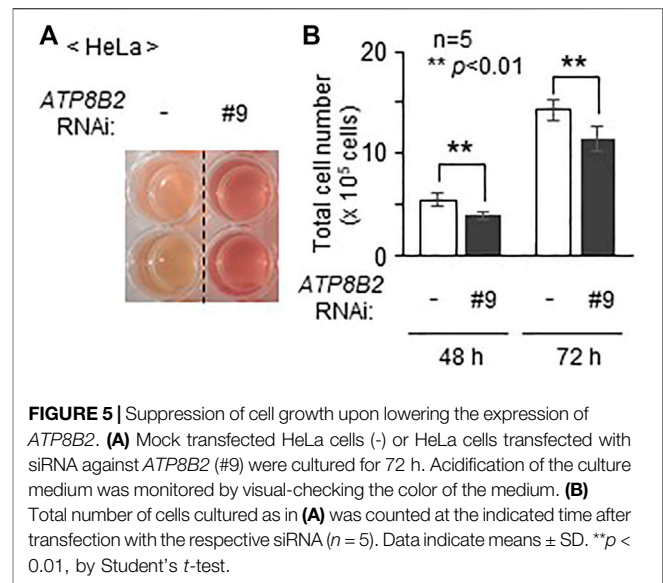 A < HeLa >
ATP8B2
RNAi:
- #9
B
n=5
** p<0.01
**
**
Total cell number
(x 10⁵ cells)
20
10
0
ATP8B2
RNAi:
- #9 - #9
48 h 72 h
FIGURE 5 | Suppression of cell growth upon lowering the expression of
ATP8B2. (A) Mock transfected HeLa cells (-) or HeLa cells transfected with
siRNA against ATP8B2 (#9) were cultured for 72 h. Acidification of the culture
medium was monitored by visual-checking the color of the medium. (B)
Total number of cells cultured as in (A) was counted at the indicated time after
transfection with the respective siRNA (n = 5). Data indicate means ± SD. **p <
0.01, by Student's t-test.